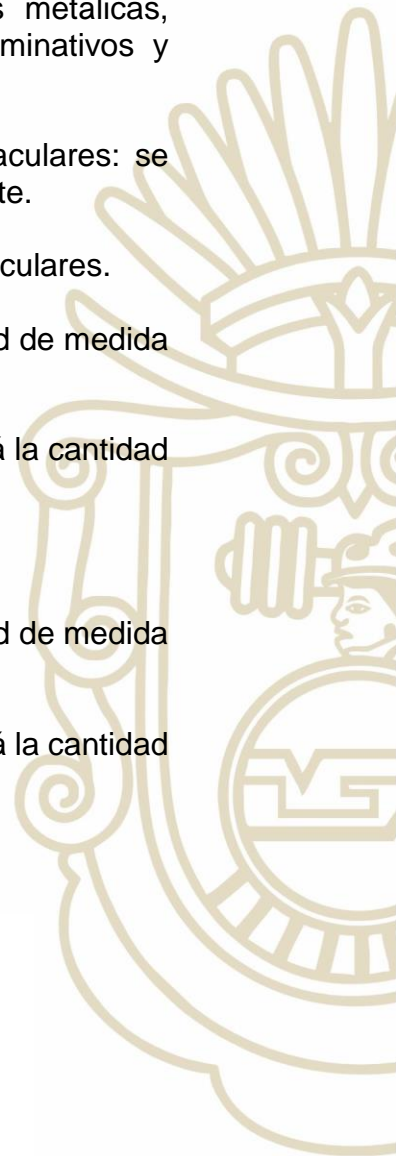 metálicas,
minativos y
aculares: se
te.
culares.
d de medida
la cantidad
d de medida
la cantidad